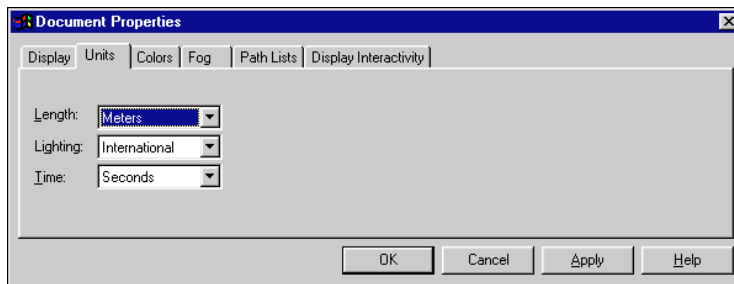 Document Properties
Display Units Colors Fog Path Lists Display Interactivity
Length: Meters
Lighting: International
Time: Seconds
OK Cancel Apply Help